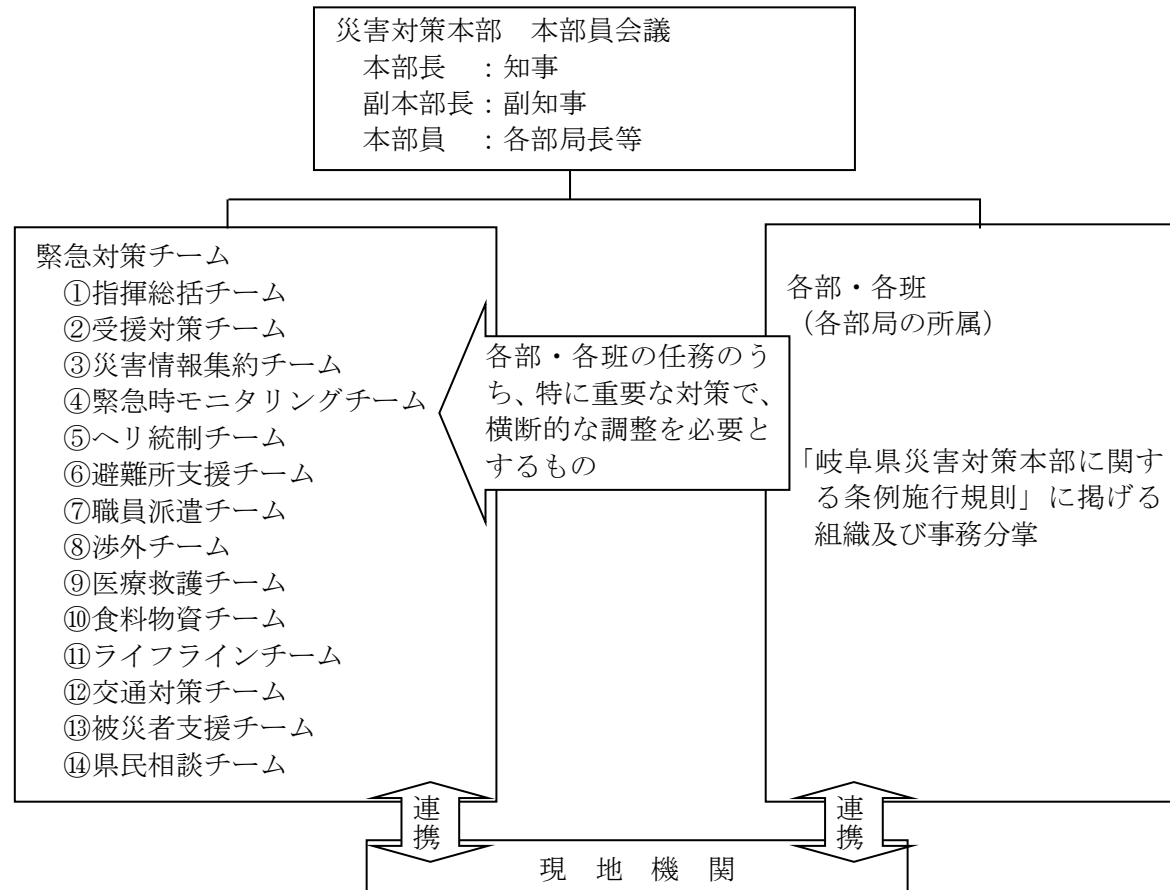 災害対策本部　本部員会議
本部長　：知事
副本部長：副知事
本部員　：各部局長等
緊急対策チーム
①指揮総括チーム
②受援対策チーム
③災害情報集約チーム
④緊急時モニタリングチーム
⑤ヘリ統制チーム
⑥避難所支援チーム
⑦職員派遣チーム
⑧渉外チーム
⑨医療救護チーム
⑩食料物資チーム
⑪ライフラインチーム
⑫交通対策チーム
⑬被災者支援チーム
⑭県民相談チーム
各部・各班の任務のう
ち、特に重要な対策で、
横断的な調整を必要と
するもの
各部・各班
（各部局の所属）
「岐阜県災害対策本部に関す
る条例施行規則」に掲げる
組織及び事務分掌
連携
連携
現　地　機　関